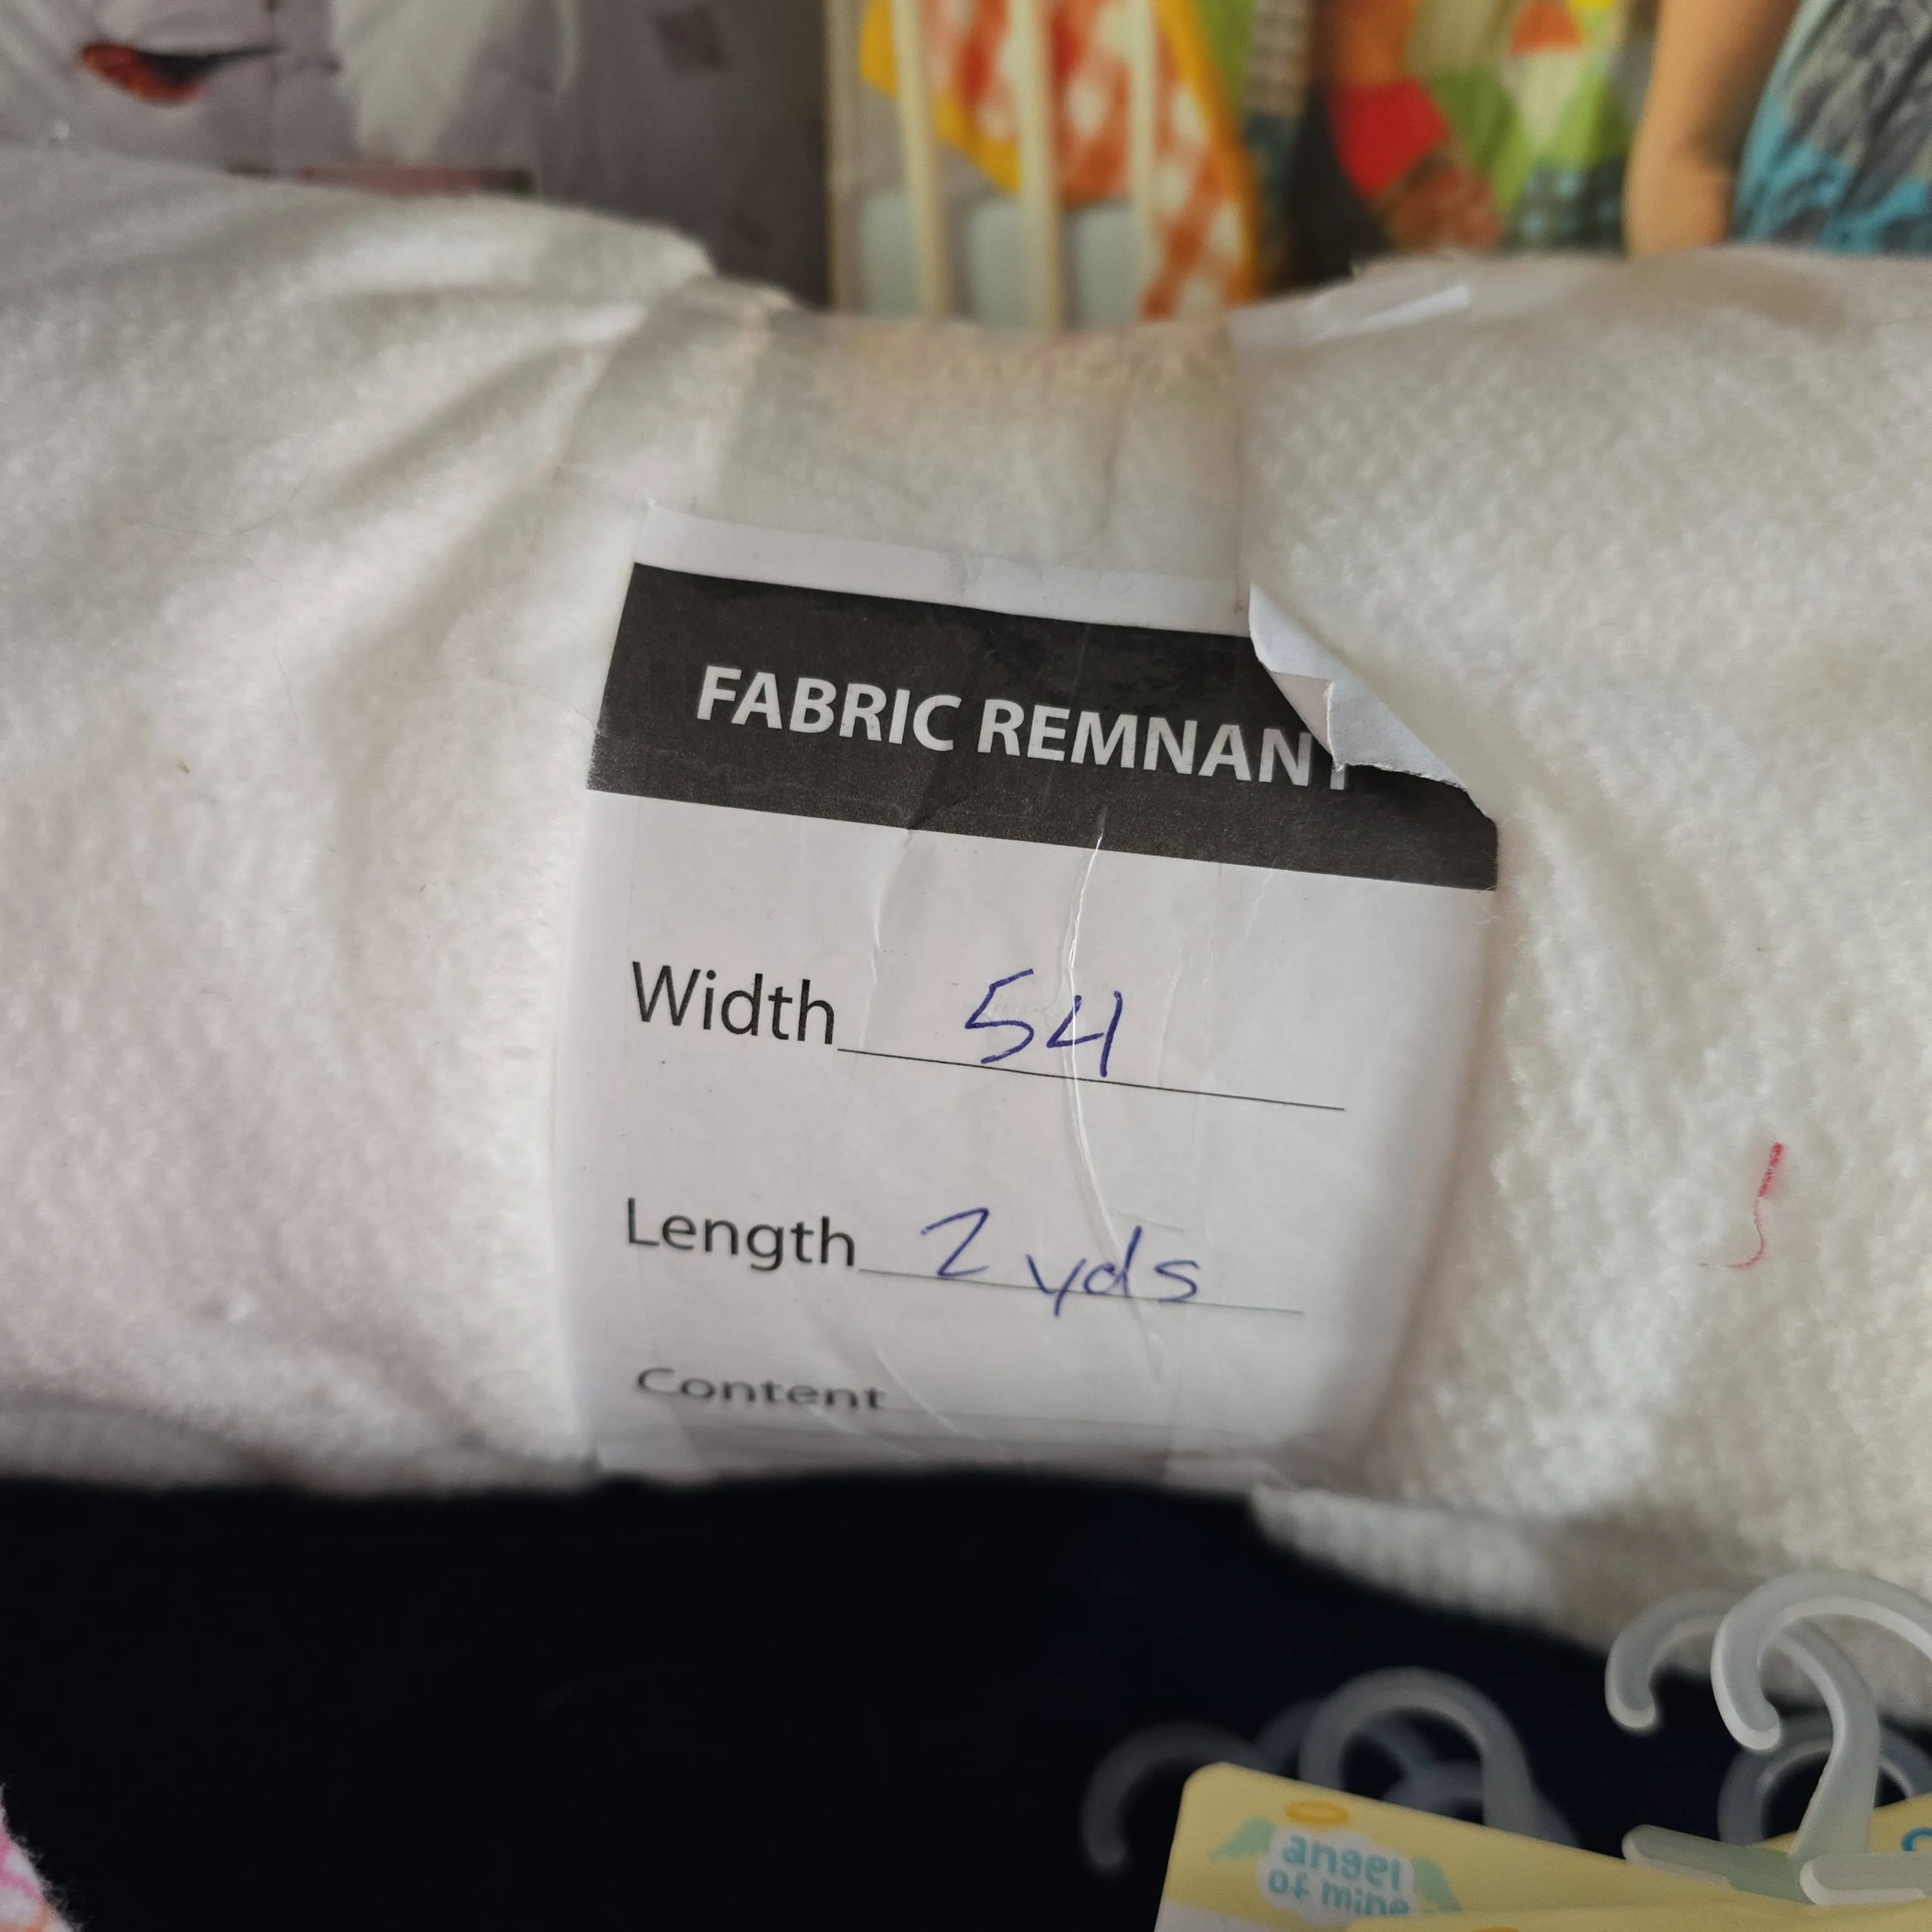 FABRIC REMNANT
Width 54
Length 2 yds
Content
angel
of mine